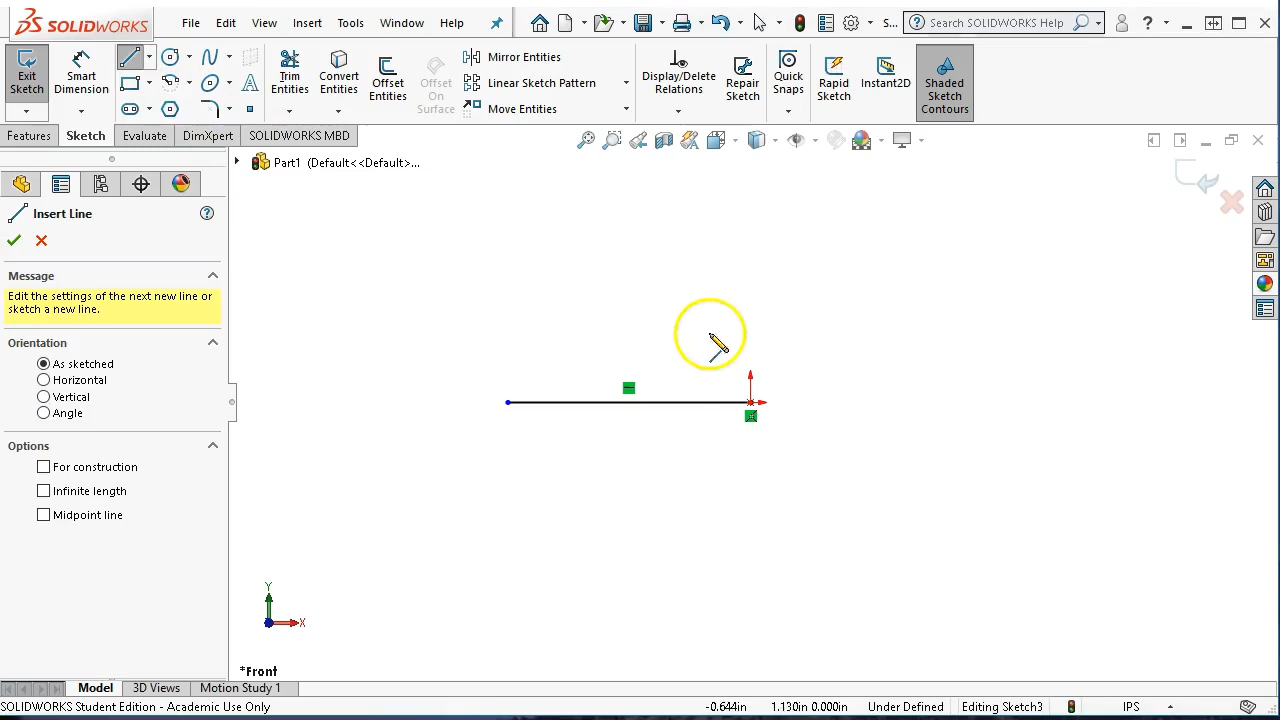 SOLIDWORKS File Edit View Insert Tools Window Help S... Search SOLIDWORKS Help
Exit Sketch
Smart Dimension
Trim Entities
Convert Entities
Offset Entities
Offset On Surface
Mirror Entities
Linear Sketch Pattern
Move Entities
Display/Delete Relations
Repair Sketch
Quick Snaps
Rapid Sketch
Instant2D
Shaded Sketch Contours
Features Sketch Evaluate DimXpert SOLIDWORKS MBD
Part1 (Default<<Default>...
Insert Line
Message
Edit the settings of the next new line or
sketch a new line.
Orientation
As sketched
Horizontal
Vertical
Angle
Options
For construction
Infinite length
Midpoint line
Y
X
*Front
Model 3D Views Motion Study 1
SOLIDWORKS Student Edition - Academic Use Only -0.644in 1.130in 0.000in Under Defined Editing Sketch3 IPS